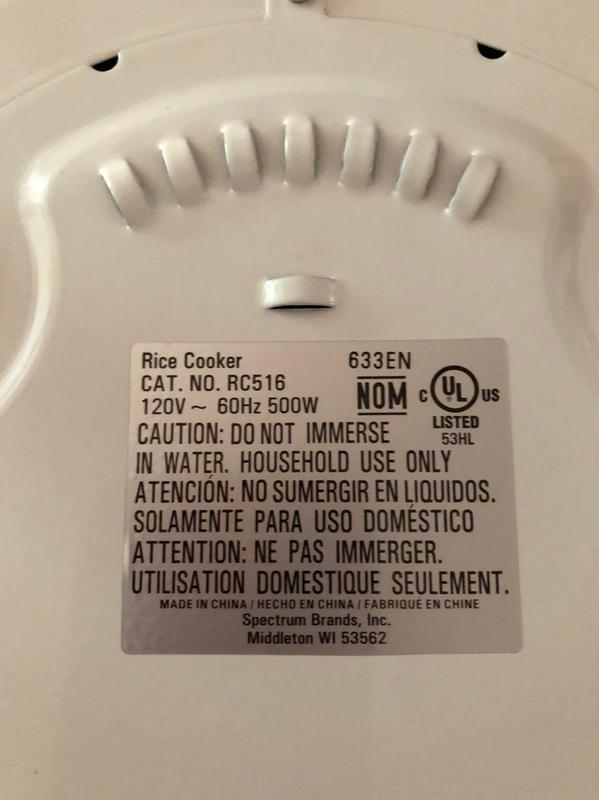 Rice Cooker 633EN
CAT. NO. RC516
120V ~ 60Hz 500W
NOM
C UL US
LISTED
53HL
CAUTION: DO NOT IMMERSE
IN WATER. HOUSEHOLD USE ONLY
ATENCIÓN: NO SUMERGIR EN LIQUIDOS.
SOLAMENTE PARA USO DOMÉSTICO
ATTENTION: NE PAS IMMERGER.
UTILISATION DOMESTIQUE SEULEMENT.
MADE IN CHINA / HECHO EN CHINA / FABRIQUÉ EN CHINE
Spectrum Brands, Inc.
Middleton WI 53562